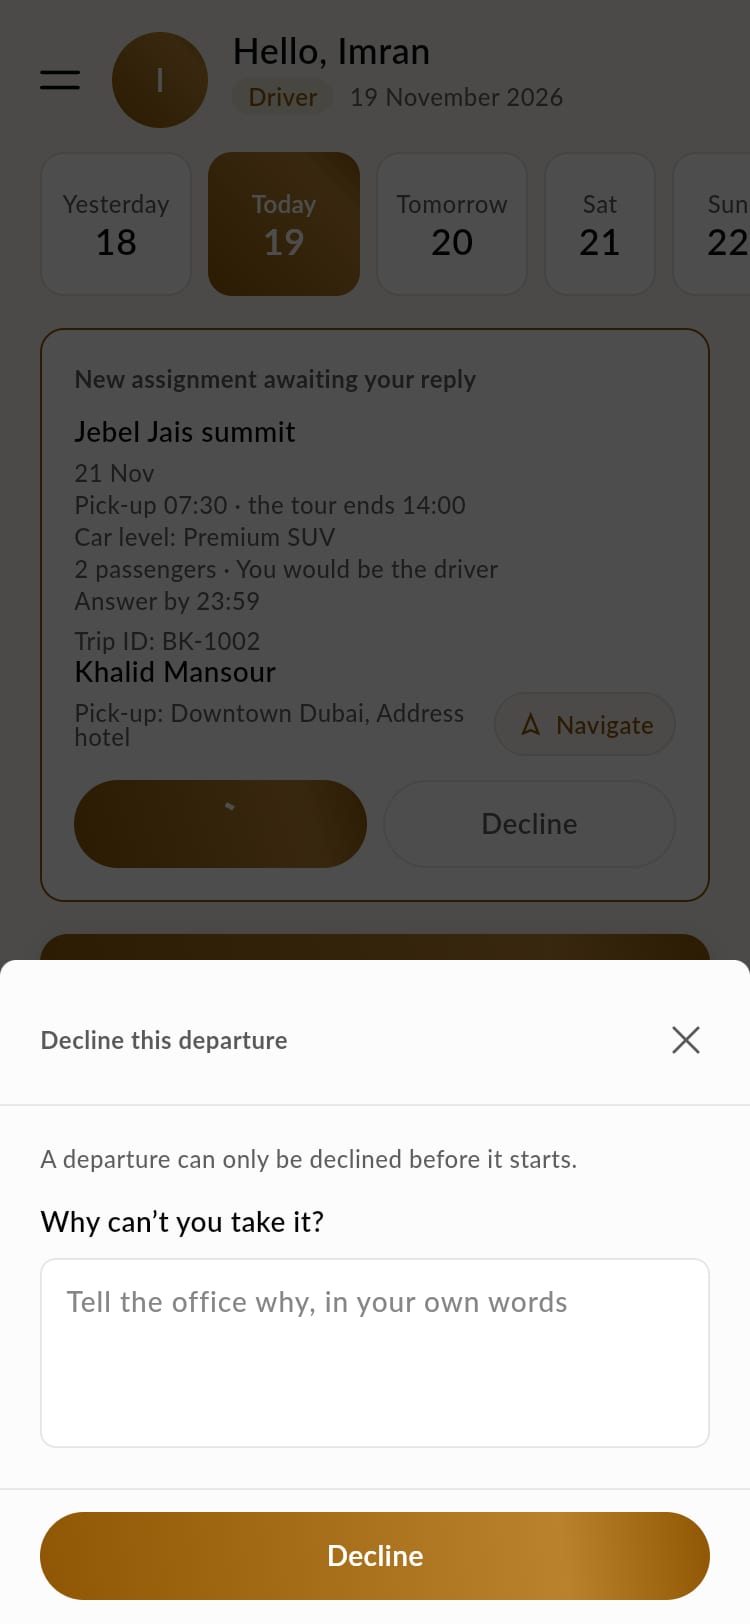 Hello, Imran
I
Driver 19 November 2026
Yesterday
18
Today
19
Tomorrow
20
Sat
21
Sun
22
New assignment awaiting your reply
Jebel Jais summit
21 Nov
Pick-up 07:30 · the tour ends 14:00
Car level: Premium SUV
2 passengers · You would be the driver
Answer by 23:59
Trip ID: BK-1002
Khalid Mansour
Pick-up: Downtown Dubai, Address
hotel
Navigate
Decline
Decline this departure
A departure can only be declined before it starts.
Why can’t you take it?
Tell the office why, in your own words
Decline